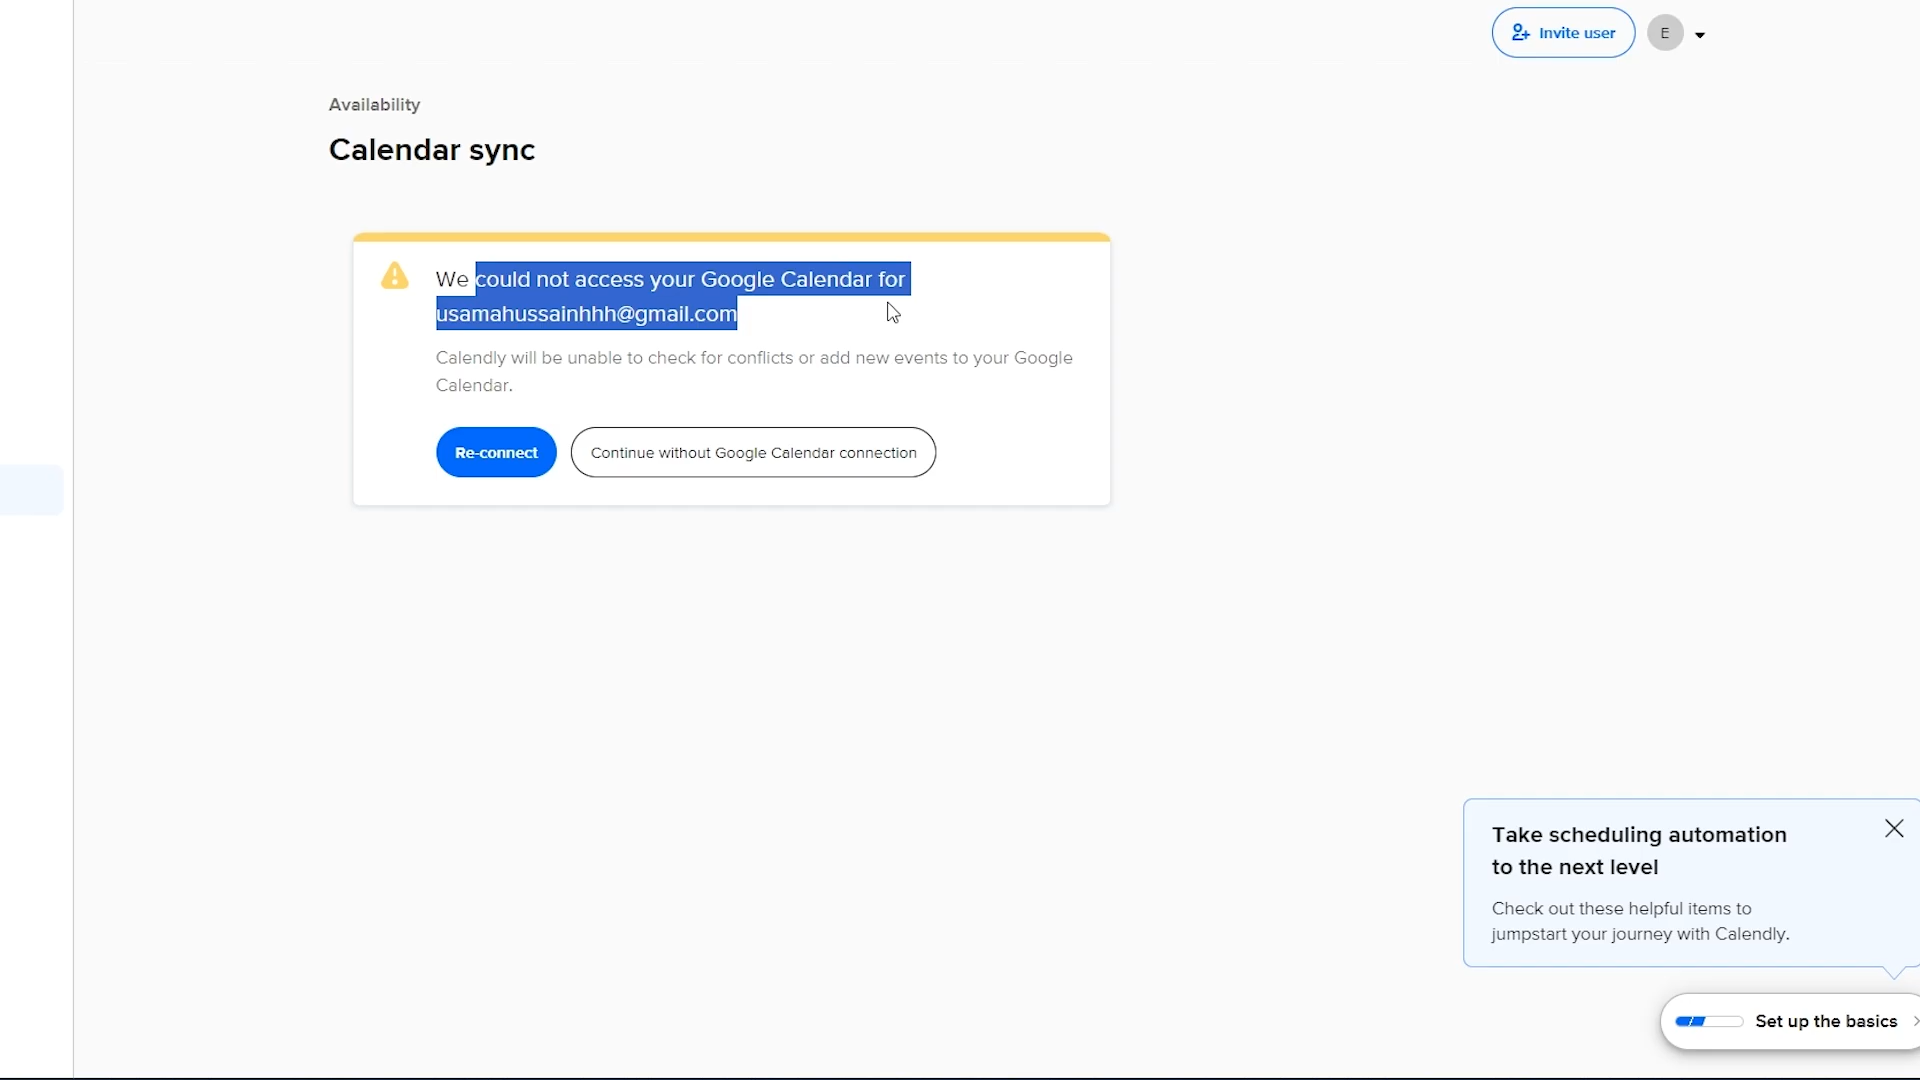 Invite user
E
Availability
Calendar sync
We could not access your Google Calendar for
usamahussainhhh@gmail.com
Calendly will be unable to check for conflicts or add new events to your Google
Calendar.
Re-connect
Continue without Google Calendar connection
Take scheduling automation
to the next level
Check out these helpful items to
jumpstart your journey with Calendly.
Set up the basics